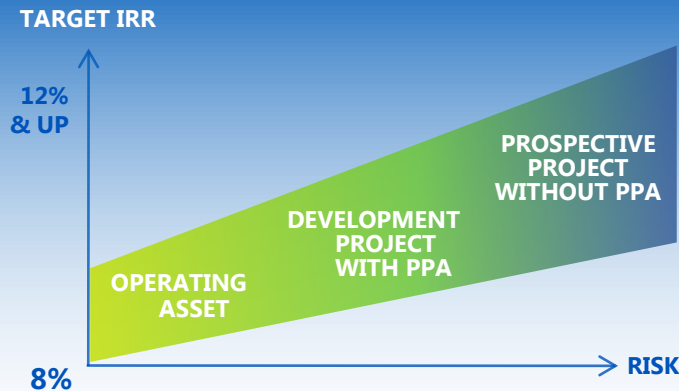 TARGET IRR
12%
& UP
PROSPECTIVE
PROJECT
WITHOUT PPA
DEVELOPMENT
PROJECT
WITH PPA
OPERATING
ASSET
8%
RISK